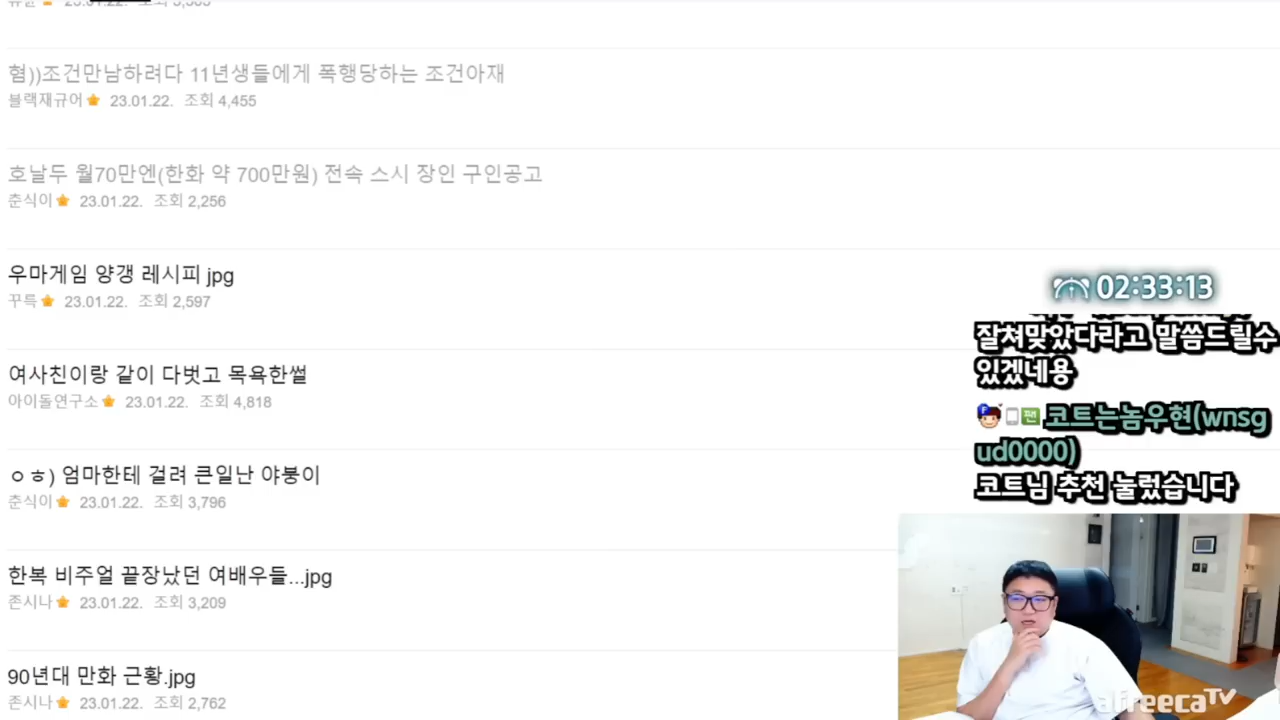 23.01.22. 조회 3,365
혐))조건만남하려다 11년생들에게 폭행당하는 조건아재
블랙재규어 23.01.22. 조회 4,455
호날두 월70만엔(한화 약 700만원) 전속 스시 장인 구인공고
춘식이 23.01.22. 조회 2,256
우마게임 양갱 레시피 jpg
꾸륵 23.01.22. 조회 2,597
여사친이랑 같이 다벗고 목욕한썰
아이돌연구소 23.01.22. 조회 4,818
ㅇㅎ) 엄마한테 걸려 큰일난 야붕이
춘식이 23.01.22. 조회 3,796
한복 비주얼 끝장났던 여배우들...jpg
존시나 23.01.22. 조회 3,209
90년대 만화 근황.jpg
존시나 23.01.22. 조회 2,762
02:33:13
잘쳐맞았다라고 말씀드릴수
있겠네용
팬 코트는놈우현(wnsg
ud0000)
코트님 추천 눌렀습니다
afreecaTV